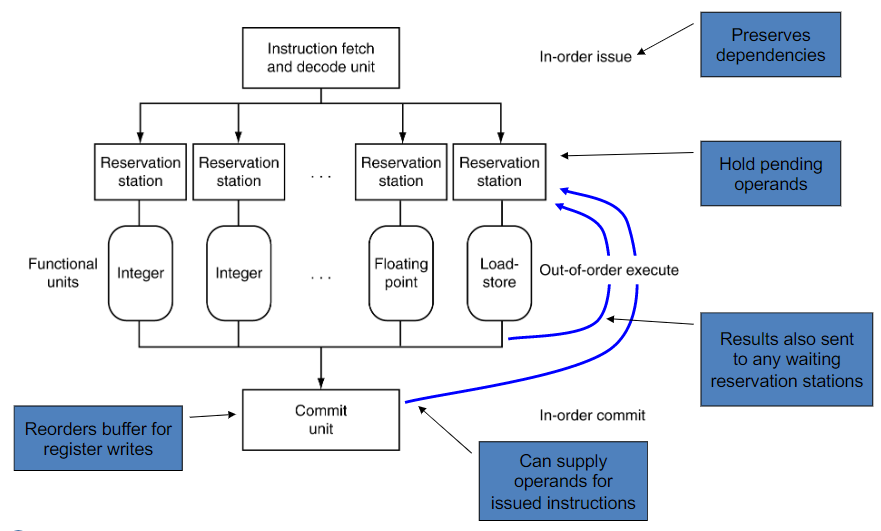 Instruction fetch
and decode unit
In-order issue
Preserves
dependencies
Reservation
station
Reservation
station
. . .
Reservation
station
Reservation
station
Hold pending
operands
Functional
units
Integer
Integer
. . .
Floating
point
Load-
store
Out-of-order execute
Results also sent
to any waiting
reservation stations
Commit
unit
In-order commit
Reorders buffer for
register writes
Can supply
operands for
issued instructions